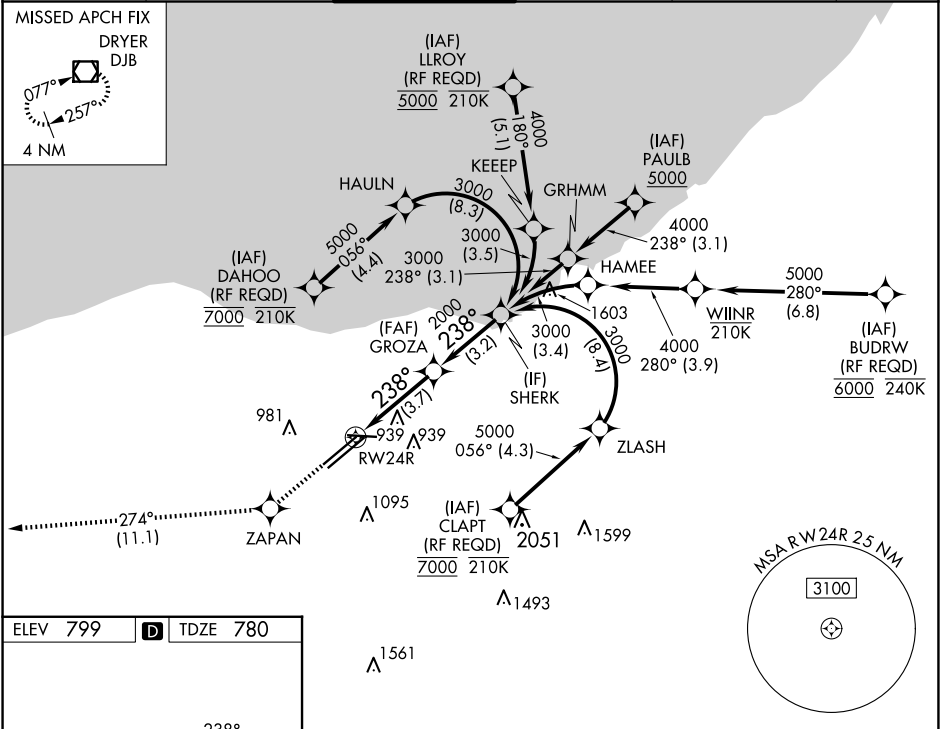 MISSED APCH FIX
DRYER
DJB
077°
257°
4 NM
(IAF)
LLROY
(RF REQD)
5000 210K
4000
180°
(5.1)
KEEEP
(IAF)
PAULB
5000
HAULN
3000
(8.3)
GRHMM
4000
238° (3.1)
5000
056°
(4.4)
3000
(3.5)
3000
238° (3.1)
HAMEE
(IAF)
DAHOO
(RF REQD)
7000 210K
5000
280°
(6.8)
WIINR
210K
1603
4000
280° (3.9)
(IAF)
BUDRW
(RF REQD)
6000 240K
(FAF)
GROZA
2000
238°
(3.2)
3000
(3.4)
3000
(8.4)
(IF)
SHERK
238°
(3.7)
981
939
939
RW24R
5000
056° (4.3)
ZLASH
1095
(IAF)
CLAPT
(RF REQD)
7000 210K
2051
1599
274°
(11.1)
ZAPAN
MSA RW24R 25 NM
3100
1493
1561
ELEV 799 D TDZE 780
238°